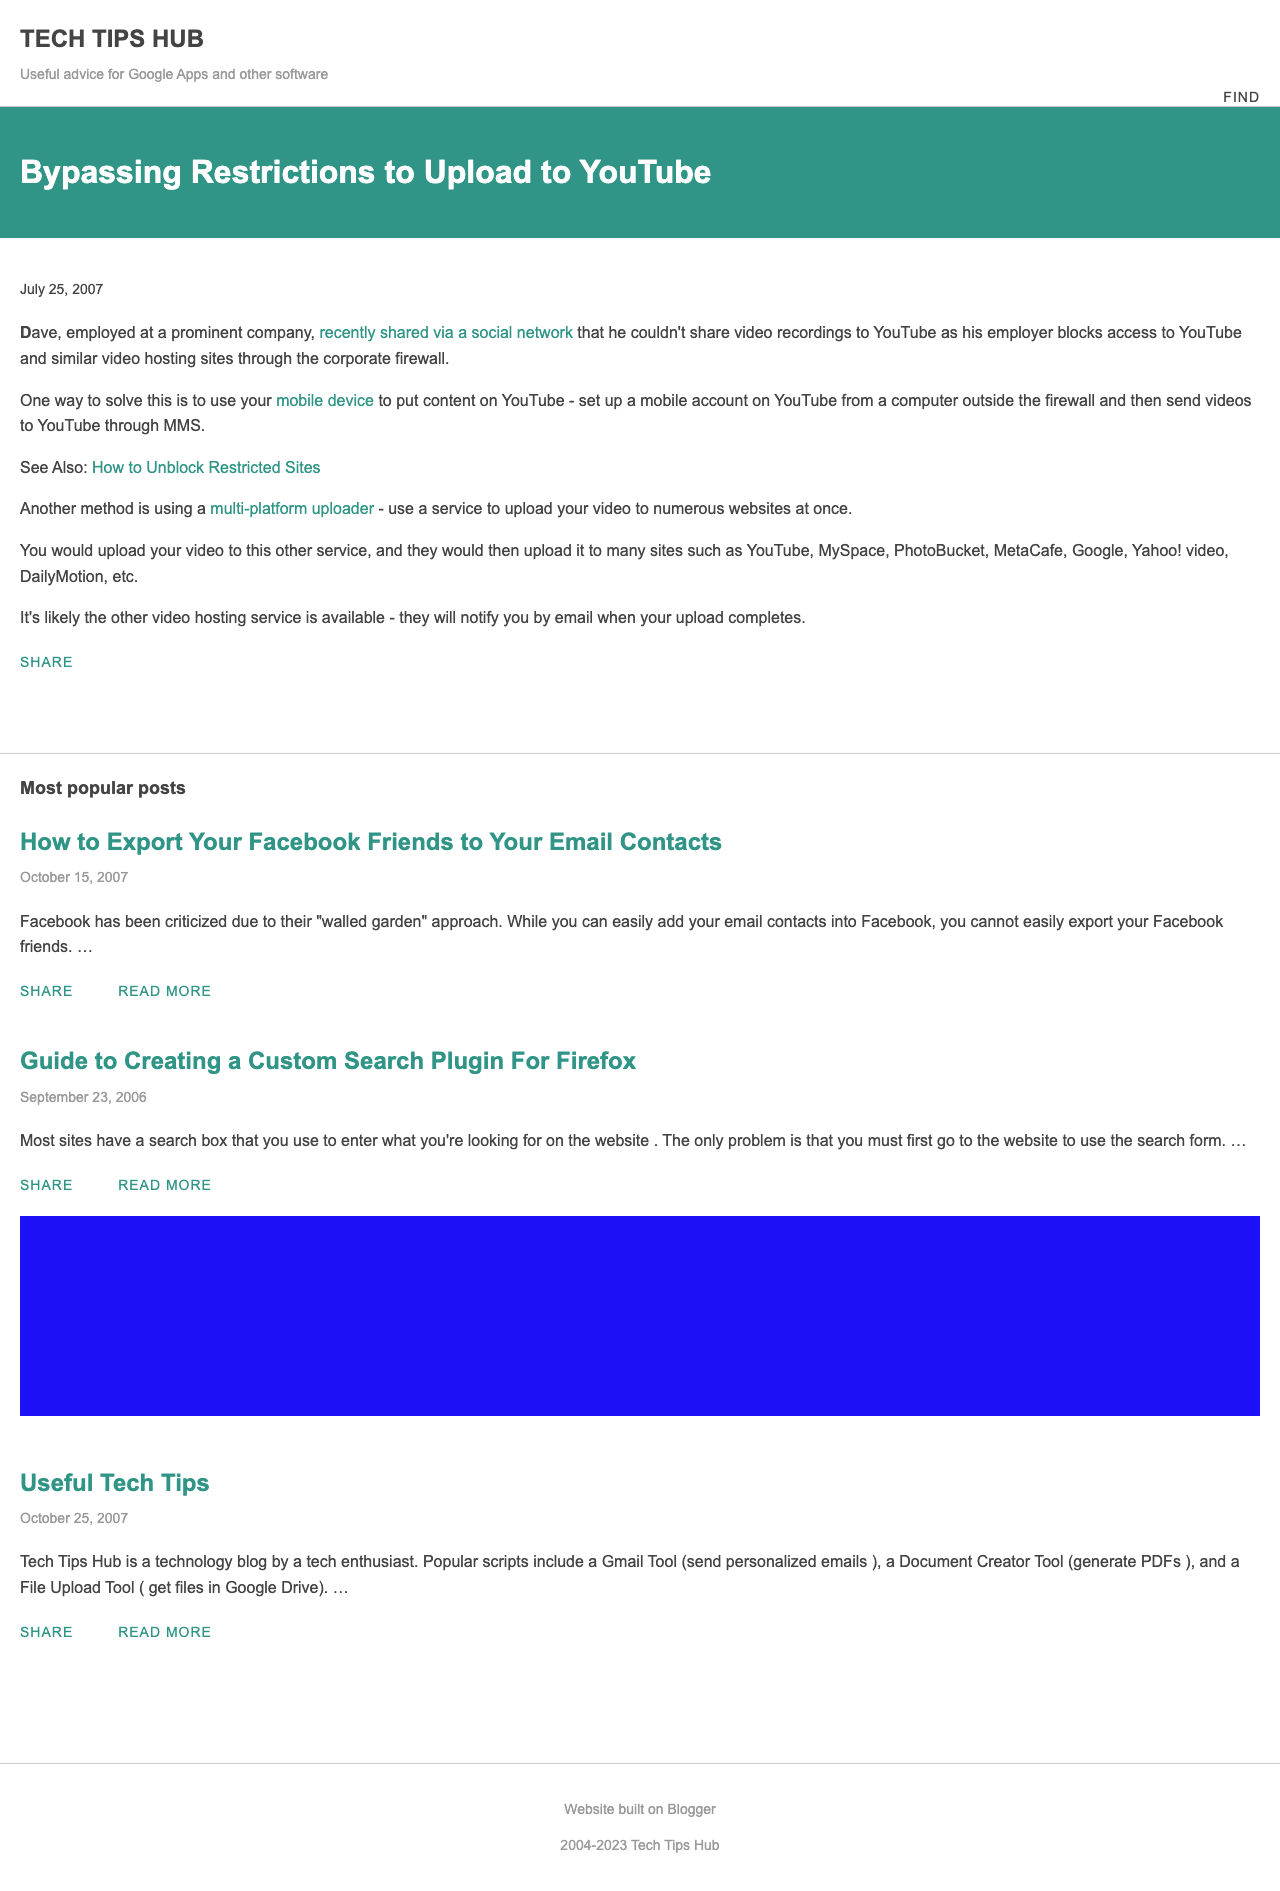 TECH TIPS HUB
Useful advice for Google Apps and other software
FIND
Bypassing Restrictions to Upload to YouTube
July 25, 2007
Dave, employed at a prominent company, recently shared via a social network that he couldn't share video recordings to YouTube as his employer blocks access to YouTube
and similar video hosting sites through the corporate firewall.
One way to solve this is to use your mobile device to put content on YouTube - set up a mobile account on YouTube from a computer outside the firewall and then send videos
to YouTube through MMS.
See Also: How to Unblock Restricted Sites
Another method is using a multi-platform uploader - use a service to upload your video to numerous websites at once.
You would upload your video to this other service, and they would then upload it to many sites such as YouTube, MySpace, PhotoBucket, MetaCafe, Google, Yahoo! video,
DailyMotion, etc.
It's likely the other video hosting service is available - they will notify you by email when your upload completes.
SHARE
Most popular posts
How to Export Your Facebook Friends to Your Email Contacts
October 15, 2007
Facebook has been criticized due to their "walled garden" approach. While you can easily add your email contacts into Facebook, you cannot easily export your Facebook
friends. …
SHARE READ MORE
Guide to Creating a Custom Search Plugin For Firefox
September 23, 2006
Most sites have a search box that you use to enter what you're looking for on the website . The only problem is that you must first go to the website to use the search form. …
SHARE READ MORE
Useful Tech Tips
October 25, 2007
Tech Tips Hub is a technology blog by a tech enthusiast. Popular scripts include a Gmail Tool (send personalized emails ), a Document Creator Tool (generate PDFs ), and a
File Upload Tool ( get files in Google Drive). …
SHARE READ MORE
Website built on Blogger
2004-2023 Tech Tips Hub